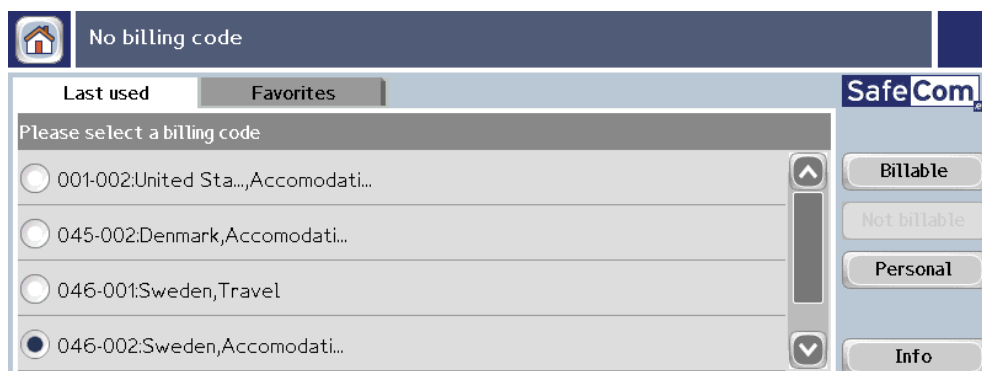 No billing code
Last used
Favorites
SafeCom
Please select a billing code
001-002:United Sta...,Accomodati...
045-002:Denmark,Accomodati...
046-001:Sweden,Travel
046-002:Sweden,Accomodati...
Billable
Not billable
Personal
Info